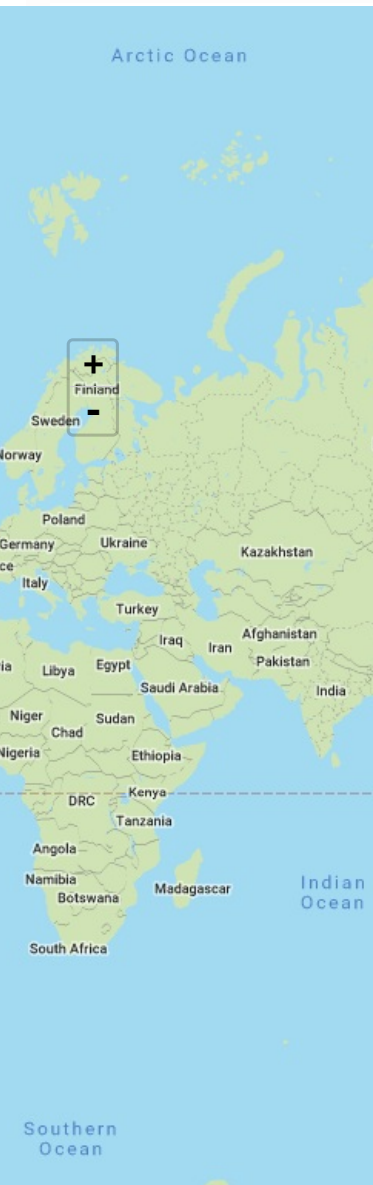 Arctic Ocean
+
Finland
-
Sweden
Norway
Poland
Germany
Ukraine
ce
Kazakhstan
Italy
Turkey
Afghanistan
Iraq
Iran
Pakistan
ia
Libya
Egypt
Saudi Arabia
India
Niger
Sudan
Chad
Nigeria
Ethiopia
Kenya
DRC
Tanzania
Angola
Namibia
Madagascar
Indian
Ocean
Botswana
South Africa
Southern
Ocean